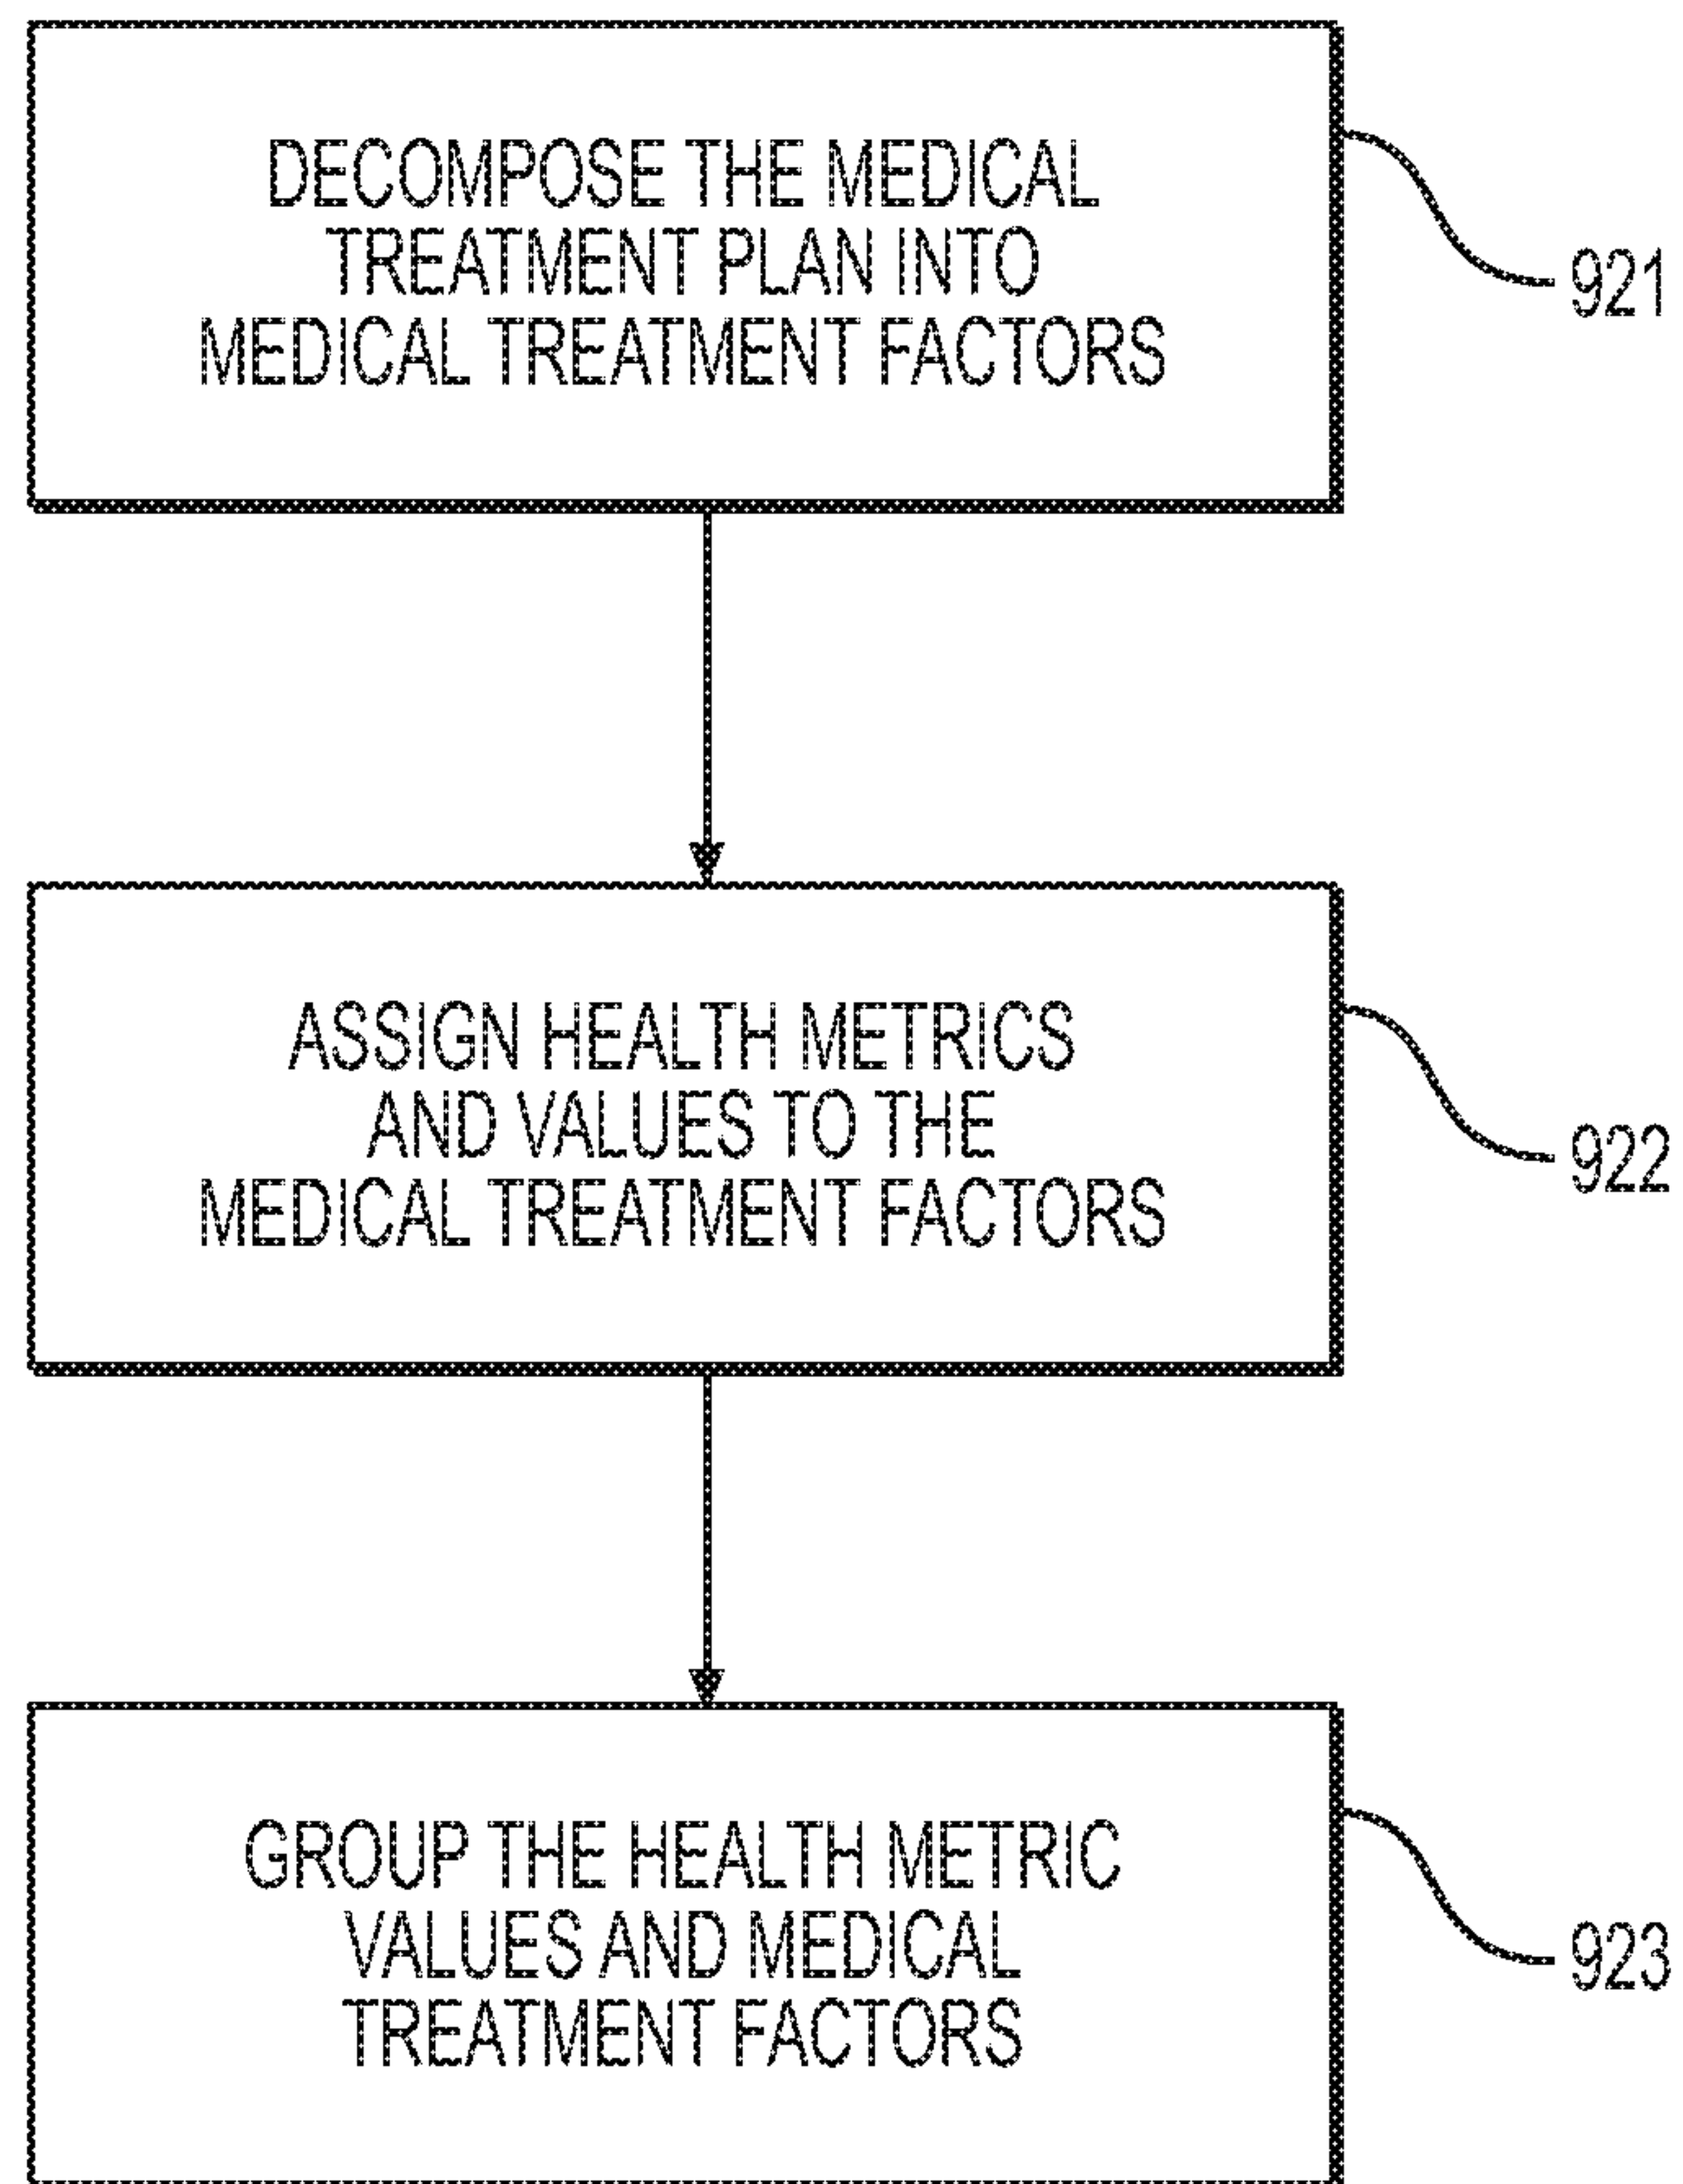 DECOMPOSE THE MEDICAL
TREATMENT PLAN INTO
MEDICAL TREATMENT FACTORS
921
ASSIGN HEALTH METRICS
AND VALUES TO THE
MEDICAL TREATMENT FACTORS
922
GROUP THE HEALTH METRIC
VALUES AND MEDICAL
TREATMENT FACTORS
923